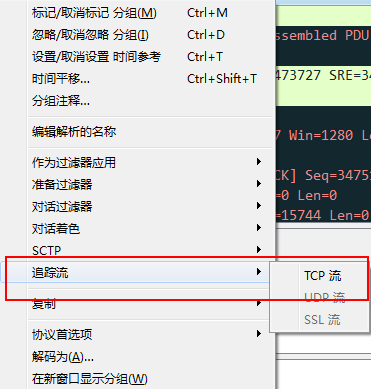 标记/取消标记 分组(M) Ctrl+M
忽略/取消忽略 分组(I) Ctrl+D
设置/取消设置 时间参考 Ctrl+T
时间平移... Ctrl+Shift+T
分组注释...
编辑解析的名称
作为过滤器应用
准备过滤器
对话过滤器
对话着色
SCTP
追踪流
TCP 流
UDP 流
SSL 流
复制
协议首选项
解码为(A)...
在新窗口显示分组(W)
ssembled PDU
473727 SRE=34
7 Win=1280 L
CK] Seq=3475
=0 Len=0
=15744 Len=0